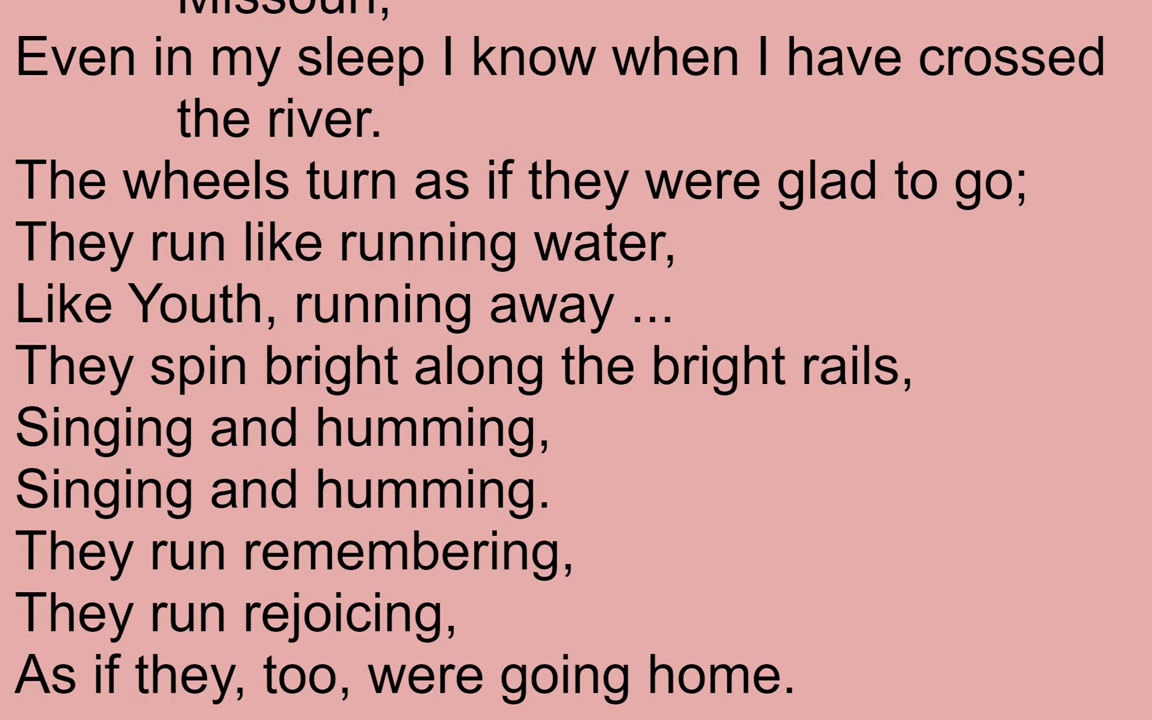 Missouri,
Even in my sleep I know when I have crossed
the river.
The wheels turn as if they were glad to go;
They run like running water,
Like Youth, running away ...
They spin bright along the bright rails,
Singing and humming,
Singing and humming.
They run remembering,
They run rejoicing,
As if they, too, were going home.